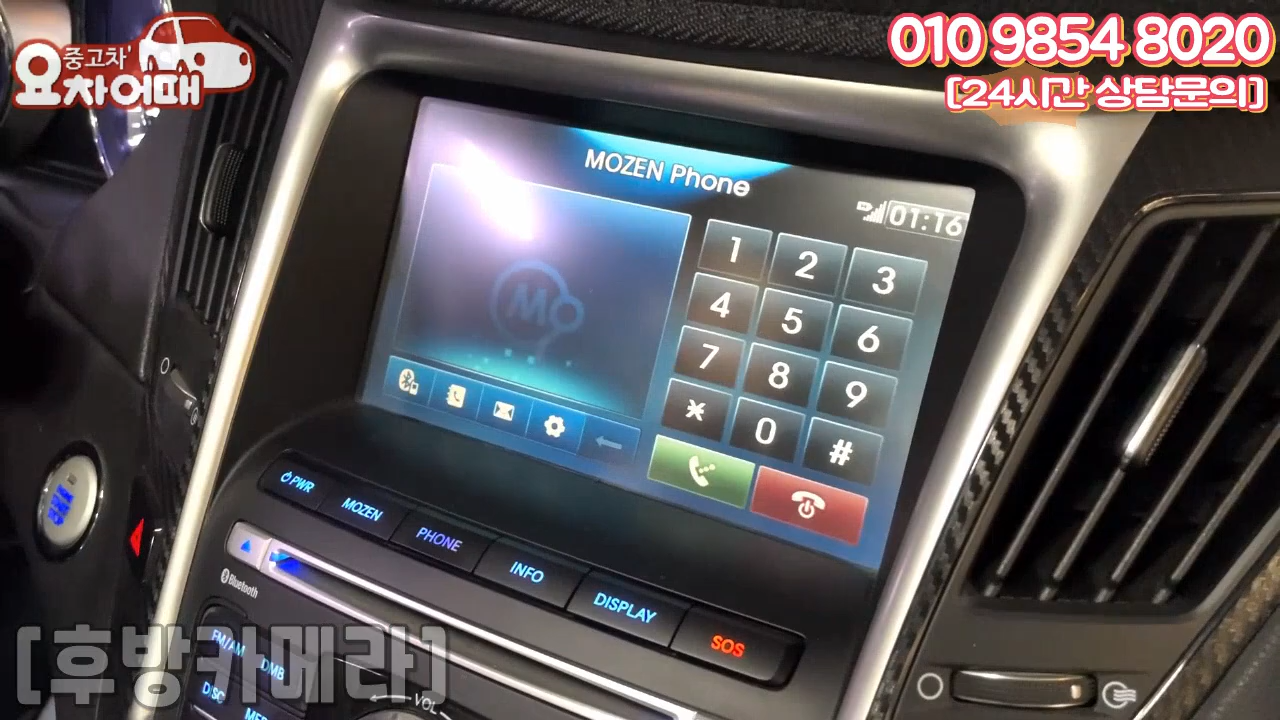 중고차'
요차어때
010 9854 8020
[24시간 상담문의]
MOZEN Phone
01:16
MO
1 2 3
4 5 6
7 8 9
* 0 #
PWR
MOZEN
PHONE
INFO
DISPLAY
SOS
Bluetooth
FM/AM
DMB
DISC
VOL
[후방카메라]